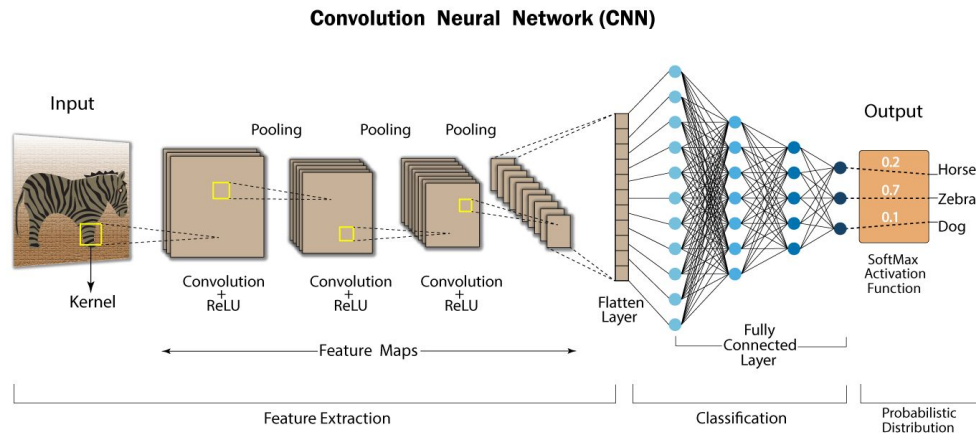 Convolution Neural Network (CNN)
Input
Output
Pooling
Pooling
Pooling
0.2
Horse
0.7
Zebra
0.1
Dog
Kernel
Convolution
+
ReLU
Convolution
+
ReLU
Convolution
+
ReLU
Flatten
Layer
SoftMax
Activation
Function
Fully
Connected
Layer
Feature Maps
Feature Extraction
Classification
Probabilistic
Distribution